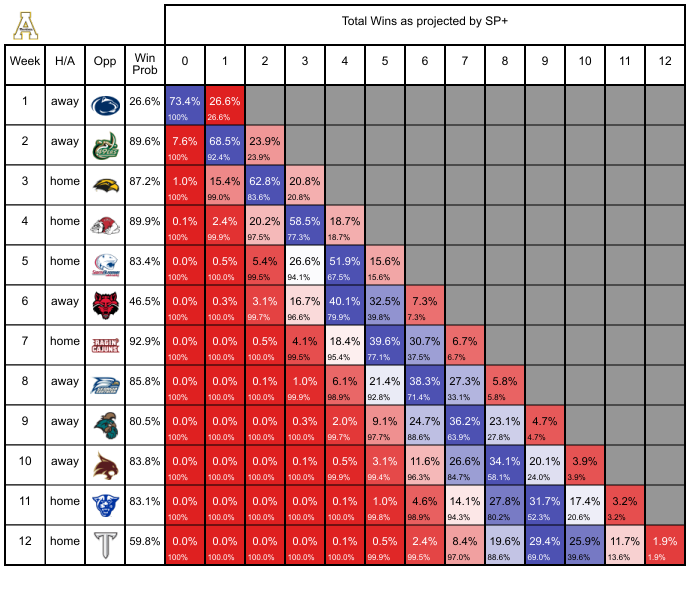 A
Total Wins as projected by SP+
Week H/A Opp Win Prob 0 1 2 3 4 5 6 7 8 9 10 11 12
1 away 26.6% 73.4% 26.6%
100% 26.6%
2 away 89.6% 7.6% 68.5% 23.9%
100% 92.4% 23.9%
3 home 87.2% 1.0% 15.4% 62.8% 20.8%
100% 99.0% 83.6% 20.8%
4 home 89.9% 0.1% 2.4% 20.2% 58.5% 18.7%
100% 99.9% 97.5% 77.3% 18.7%
5 home 83.4% 0.0% 0.5% 5.4% 26.6% 51.9% 15.6%
100% 100.0% 99.5% 94.1% 67.5% 15.6%
6 away 46.5% 0.0% 0.3% 3.1% 16.7% 40.1% 32.5% 7.3%
100% 100.0% 99.7% 96.6% 79.9% 39.8% 7.3%
7 home RAGIN' CAJUNS 92.9% 0.0% 0.0% 0.5% 4.1% 18.4% 39.6% 30.7% 6.7%
100% 100.0% 100.0% 99.5% 95.4% 77.1% 37.5% 6.7%
8 away 85.8% 0.0% 0.0% 0.1% 1.0% 6.1% 21.4% 38.3% 27.3% 5.8%
100% 100.0% 100.0% 99.9% 98.9% 92.8% 71.4% 33.1% 5.8%
9 away 80.5% 0.0% 0.0% 0.0% 0.3% 2.0% 9.1% 24.7% 36.2% 23.1% 4.7%
100% 100.0% 100.0% 100.0% 99.7% 97.7% 88.6% 63.9% 27.8% 4.7%
10 away 83.8% 0.0% 0.0% 0.0% 0.1% 0.5% 3.1% 11.6% 26.6% 34.1% 20.1% 3.9%
100% 100.0% 100.0% 100.0% 99.9% 99.4% 96.3% 84.7% 58.1% 24.0% 3.9%
11 home 83.1% 0.0% 0.0% 0.0% 0.0% 0.1% 1.0% 4.6% 14.1% 27.8% 31.7% 17.4% 3.2%
100% 100.0% 100.0% 100.0% 100.0% 99.8% 98.9% 94.3% 80.2% 52.3% 20.6% 3.2%
12 home T 59.8% 0.0% 0.0% 0.0% 0.0% 0.1% 0.5% 2.4% 8.4% 19.6% 29.4% 25.9% 11.7% 1.9%
100% 100.0% 100.0% 100.0% 100.0% 99.9% 99.5% 97.0% 88.6% 69.0% 39.6% 13.6% 1.9%